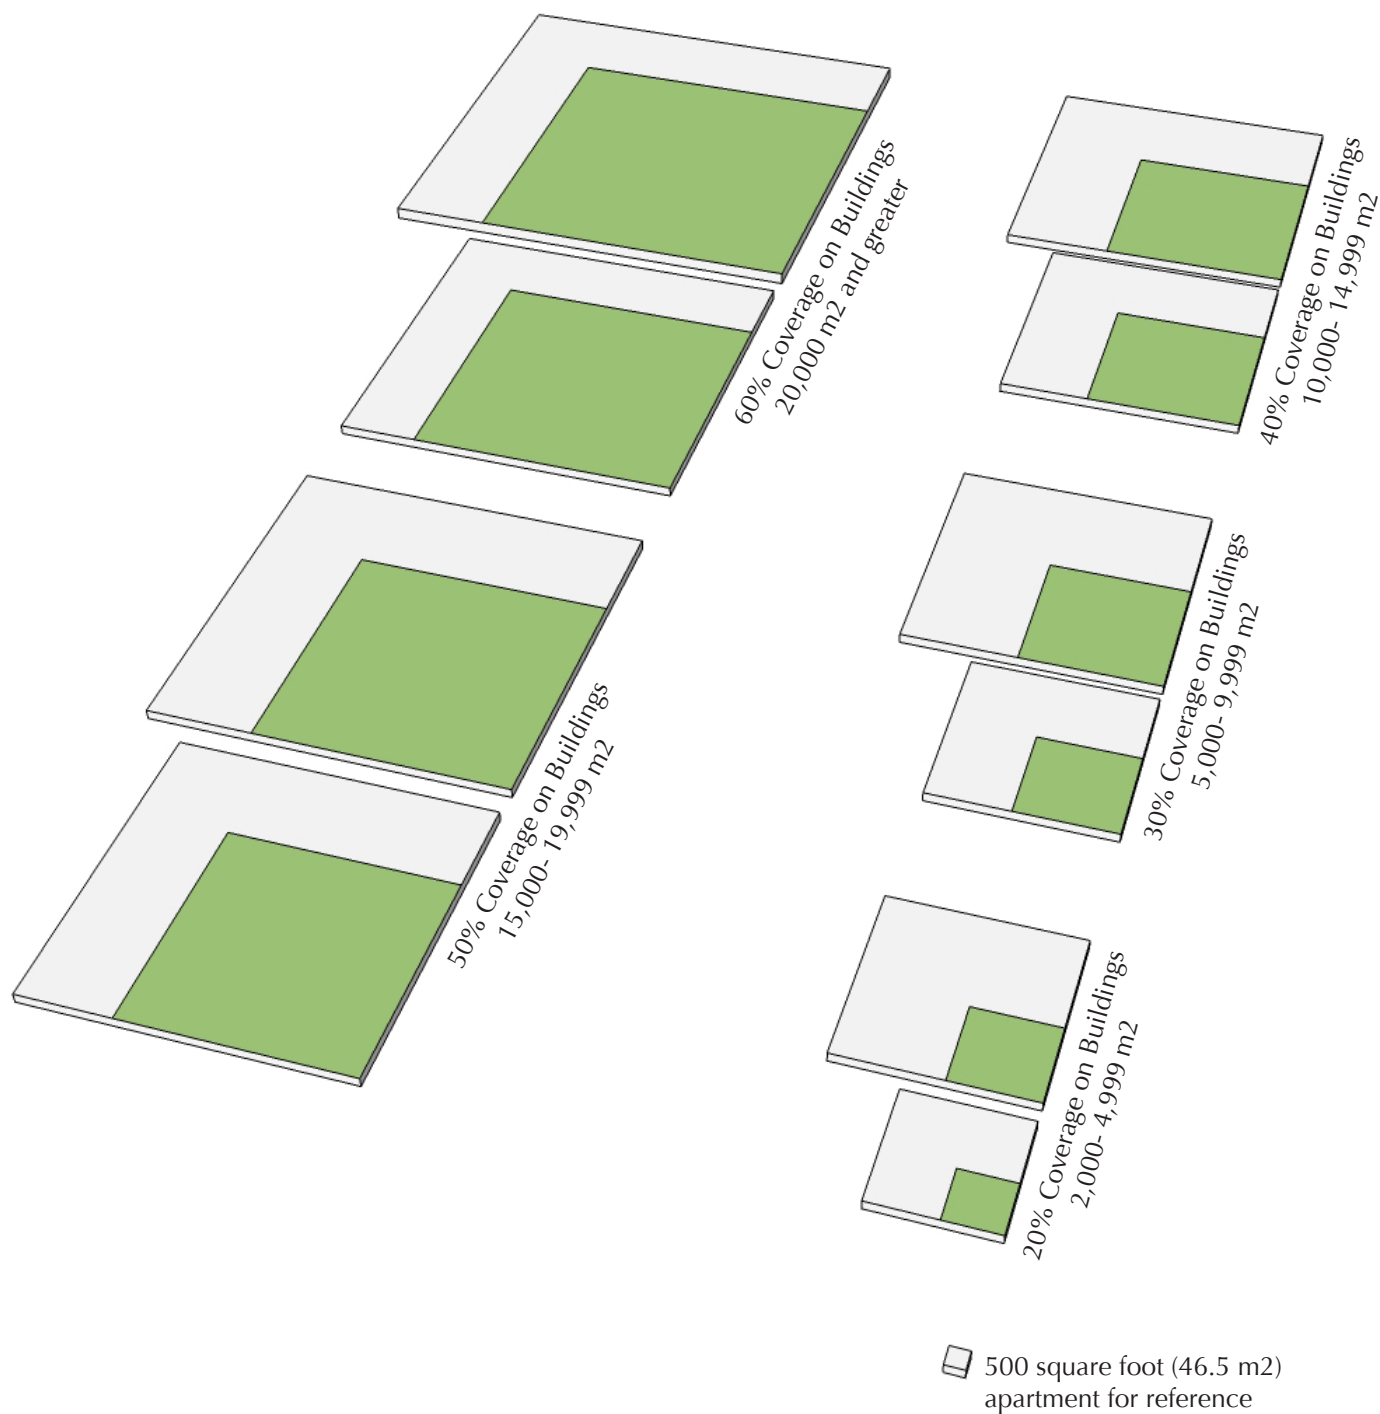 60% Coverage on Buildings
20,000 m2 and greater
40% Coverage on Buildings
10,000- 14,999 m2
50% Coverage on Buildings
15,000- 19,999 m2
30% Coverage on Buildings
5,000- 9,999 m2
20% Coverage on Buildings
2,000- 4,999 m2
500 square foot (46.5 m2)
apartment for reference